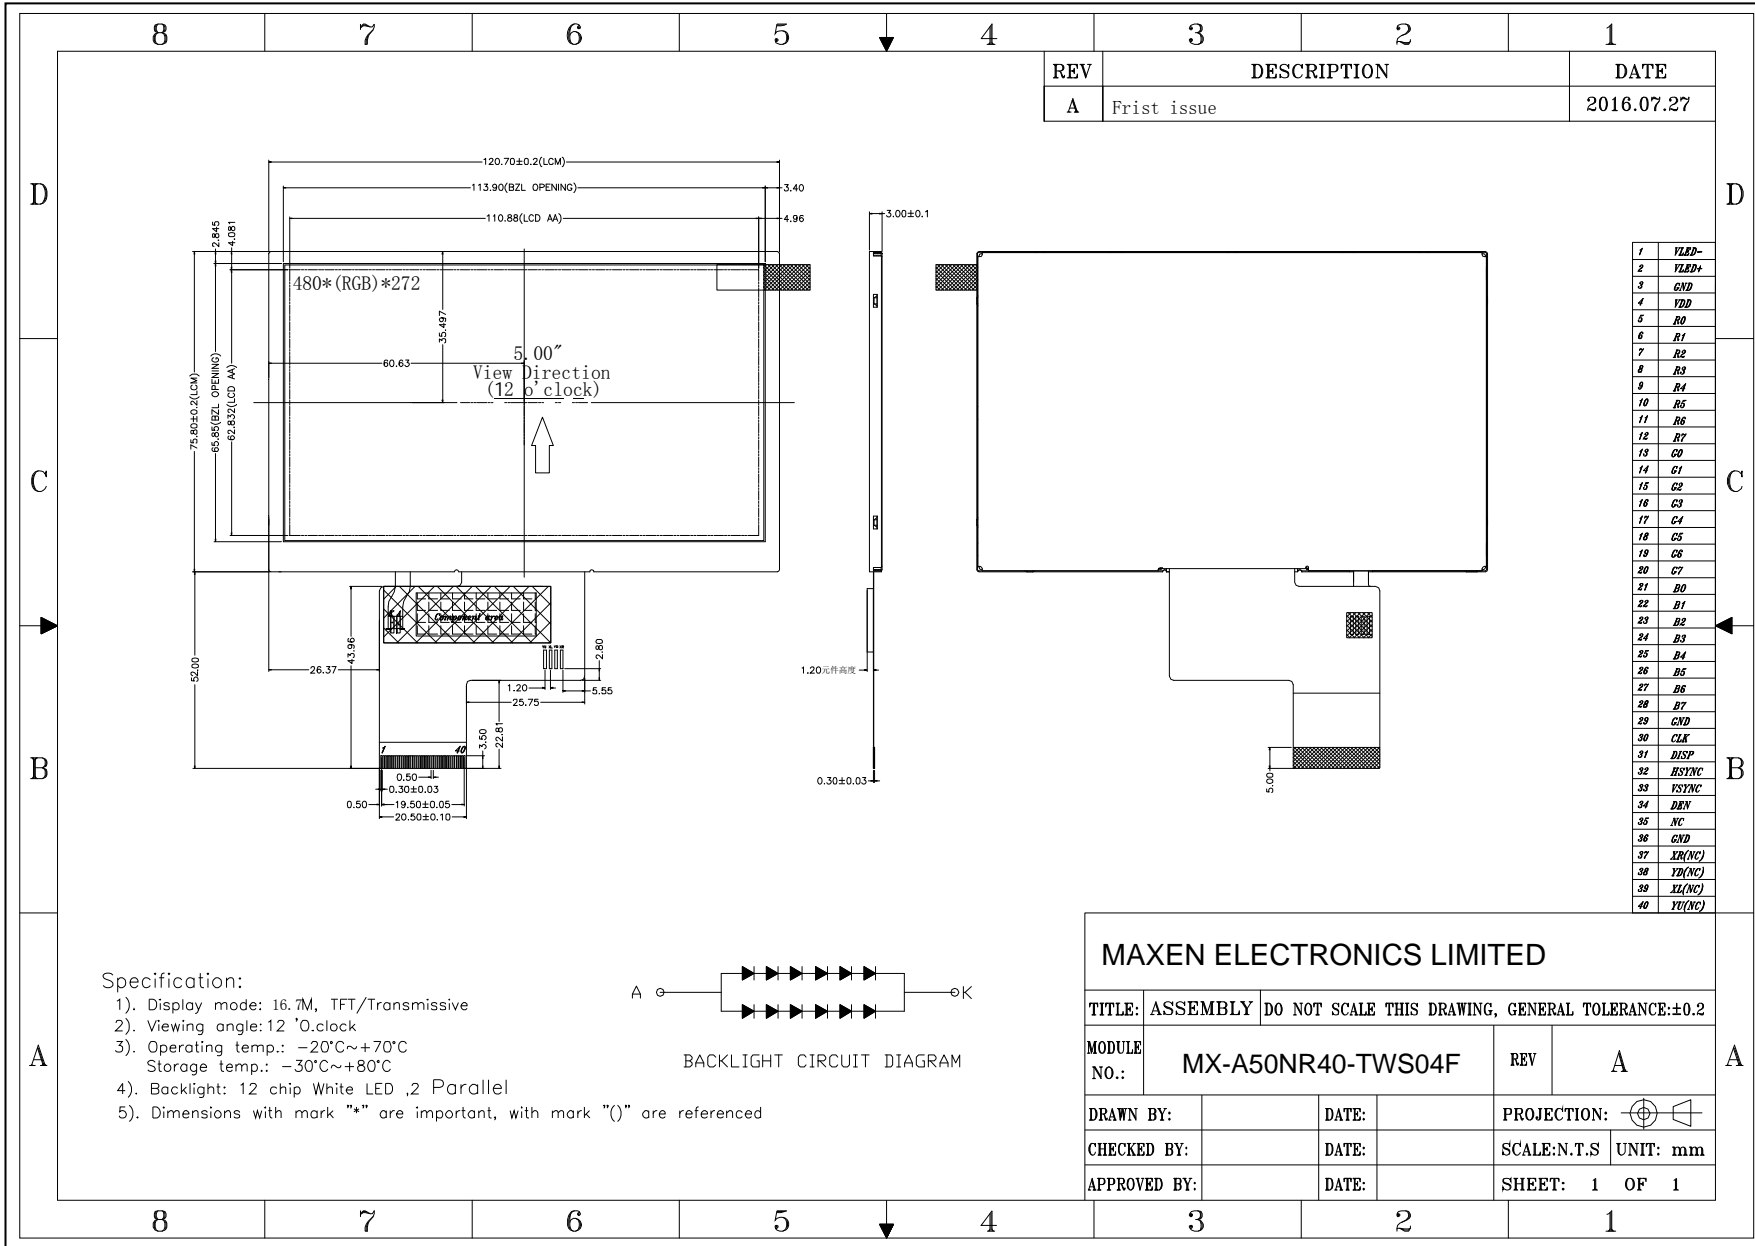 8 7 6 5 4 3 2 1
REV DESCRIPTION DATE
A Frist issue 2016.07.27
D D
C C
B B
A A
120.70±0.2(LCM)
113.90(BZL OPENING) 3.40
110.88(LCD AA) 4.96
2.845
4.081
75.80±0.2(LCM)
65.85(BZL OPENING)
62.832(LCD AA)
480*(RGB)*272
35.497
60.63
5.00"
View Direction
(12 o'clock)
3.00±0.1
52.00
26.37
43.96
Component area
2.80
1.20
5.55
25.75
22.81
3.50
1 40
0.50
0.30±0.03
0.50 19.50±0.05
20.50±0.10
1.20元件高度
0.30±0.03
5.00
1 VLED-
2 VLED+
3 GND
4 VDD
5 R0
6 R1
7 R2
8 R3
9 R4
10 R5
11 R6
12 R7
13 G0
14 G1
15 G2
16 G3
17 G4
18 G5
19 G6
20 G7
21 B0
22 B1
23 B2
24 B3
25 B4
26 B5
27 B6
28 B7
29 GND
30 CLK
31 DISP
32 HSYNC
33 VSYNC
34 DEN
35 NC
36 GND
37 XR(NC)
38 YD(NC)
39 XL(NC)
40 YU(NC)
Specification:
1). Display mode: 16.7M, TFT/Transmissive
2). Viewing angle: 12 'O.clock
3). Operating temp.: -20°C~+70°C
Storage temp.: -30°C~+80°C
4). Backlight: 12 chip White LED ,2 Parallel
5). Dimensions with mark "*" are important, with mark "()" are referenced
A K
BACKLIGHT CIRCUIT DIAGRAM
MAXEN ELECTRONICS LIMITED
TITLE: ASSEMBLY DO NOT SCALE THIS DRAWING, GENERAL TOLERANCE:±0.2
MODULE NO.: MX-A50NR40-TWS04F REV A
DRAWN BY: DATE: PROJECTION:
CHECKED BY: DATE: SCALE:N.T.S UNIT: mm
APPROVED BY: DATE: SHEET: 1 OF 1
8 7 6 5 4 3 2 1